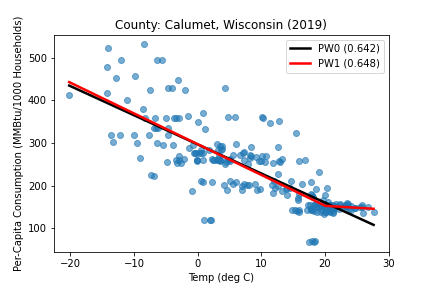 County: Calumet, Wisconsin (2019)
PW0 (0.642)
PW1 (0.648)
Per-Capita Consumption (MMBtu/1000 Households)
500
400
300
200
100
−20 −10 0 10 20 30
Temp (deg C)